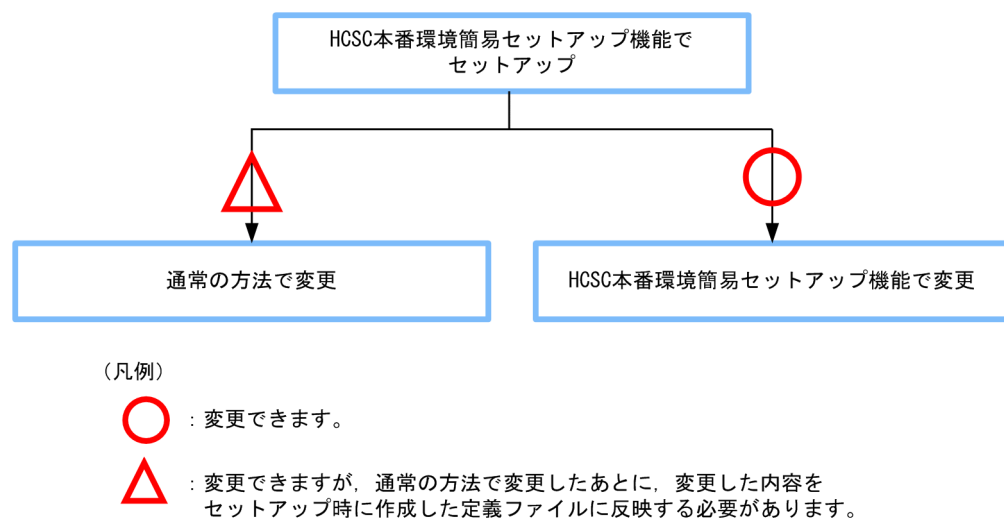 HCSC本番環境簡易セットアップ機能で
セットアップ
通常の方法で変更
HCSC本番環境簡易セットアップ機能で変更
（凡例）
：変更できます。
：変更できますが，通常の方法で変更したあとに，変更した内容を
セットアップ時に作成した定義ファイルに反映する必要があります。